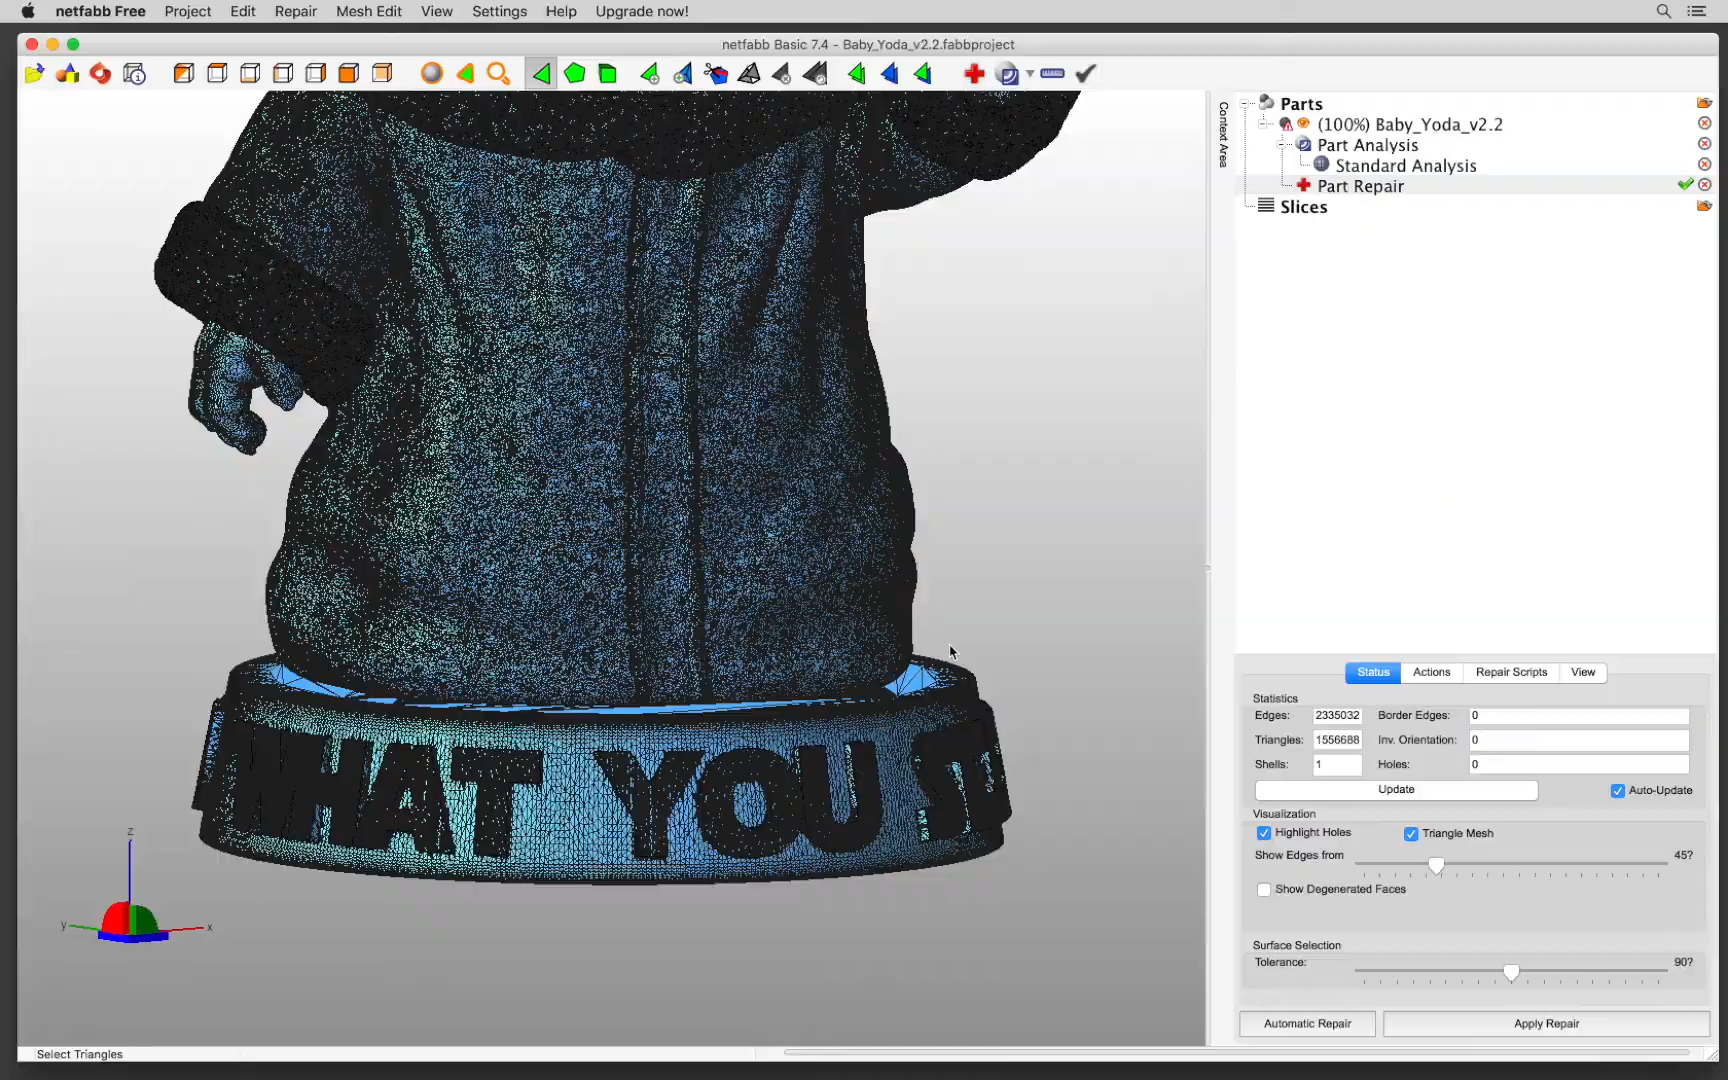 netfabb Free Project Edit Repair Mesh Edit View Settings Help Upgrade now!
netfabb Basic 7.4 - Baby_Yoda_v2.2.fabbproject
Context Area
Parts
(100%) Baby_Yoda_v2.2
Part Analysis
Standard Analysis
Part Repair
Slices
WHAT YOU
z
y
x
Status Actions Repair Scripts View
Statistics
Edges: 2335032 Border Edges: 0
Triangles: 1556688 Inv. Orientation: 0
Shells: 1 Holes: 0
Update Auto-Update
Visualization
Highlight Holes Triangle Mesh
Show Edges from 45?
Show Degenerated Faces
Surface Selection
Tolerance: 90?
Automatic Repair Apply Repair
Select Triangles